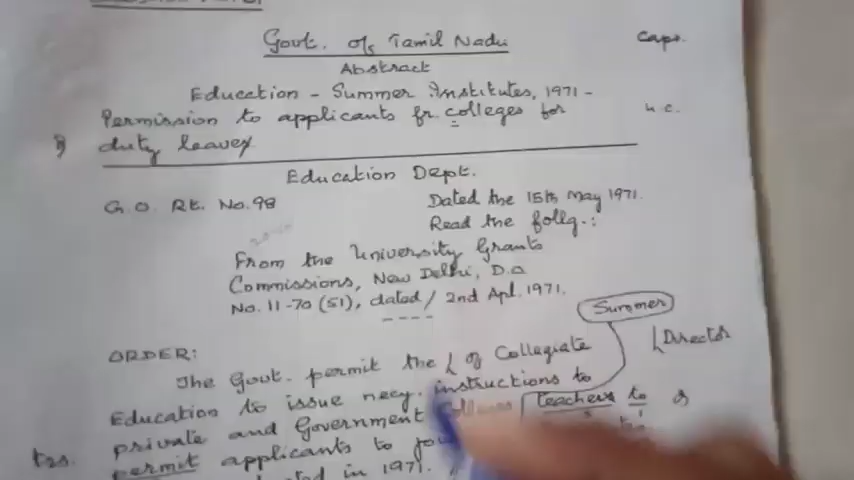 Govt. of Tamil Nadu
Caps.
Abstract
Education - Summer Institutes, 1971 -
Permission to applicants fr. colleges for
u.c.
duty leave
Education Dept.
G.O. Rt. No. 98
Dated the 15th May 1971.
Read the follg.:
From the University Grants
Commissions, New Delhi, D.O
No. 11-70 (51), dated / 2nd Apl. 1971.
Summer
ORDER:
The Govt. permit the of Collegiate
Director
Education to issue necy. instructions to
private and Government teachers to
trs.
permit applicants to
in 1971.